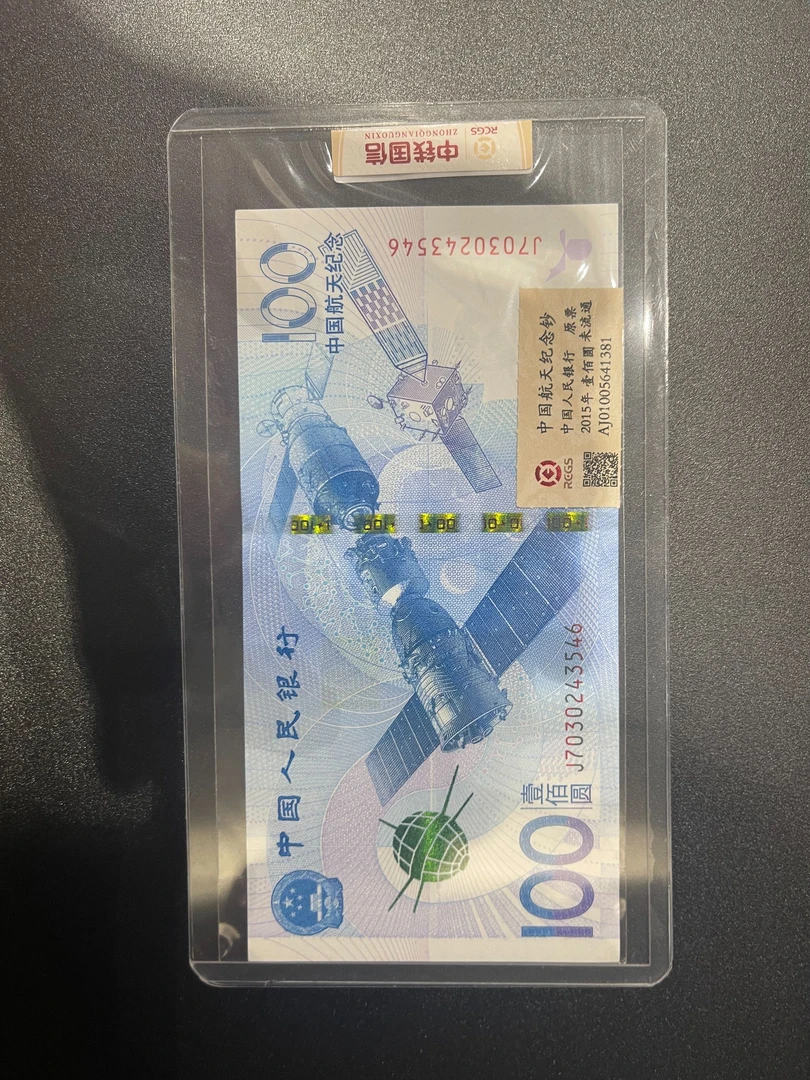 中钱国信
RCGS
ZHONGQIANGUOXIN
中国人民银行
100
中国航天纪念
J7030243546
J7030243546
100
壹佰圆
中国航天纪念钞
中国人民银行 原票
2015年 壹佰圆 未流通
AJ01005641381
RCGS